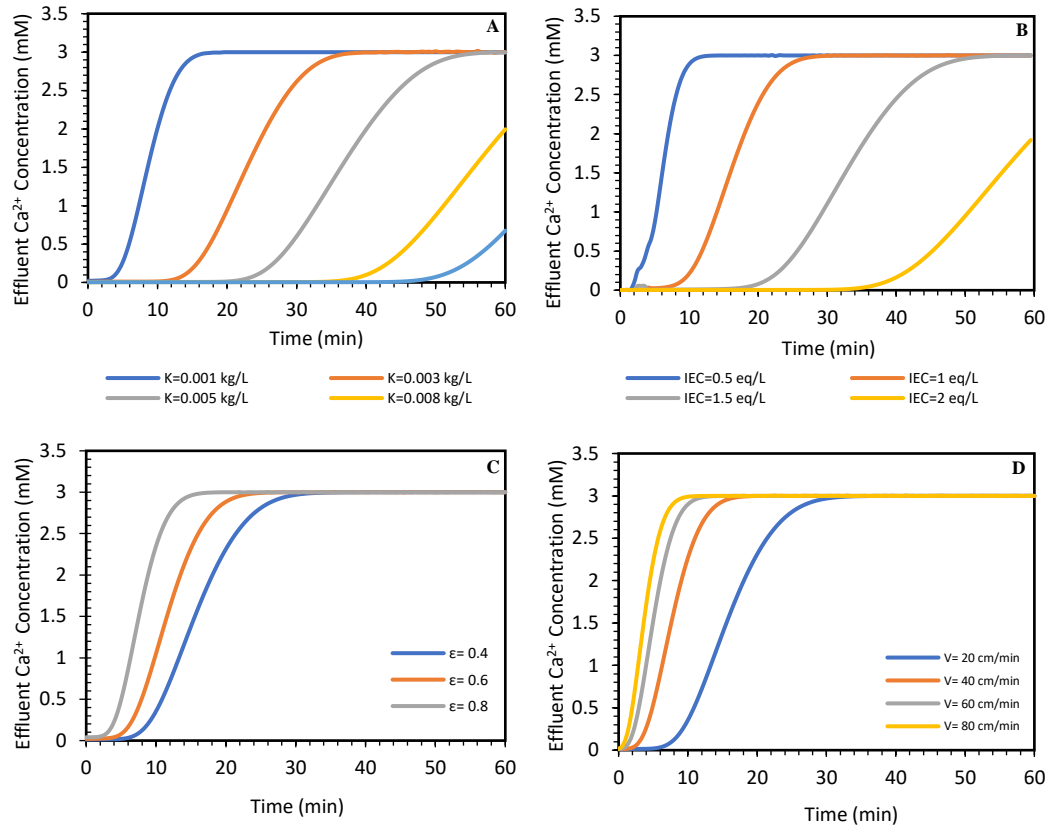 A
Effluent Ca²⁺ Concentration (mM)
3.5
3
2.5
2
1.5
1
0.5
0
0 10 20 30 40 50 60
Time (min)
K=0.001 kg/L K=0.003 kg/L
K=0.005 kg/L K=0.008 kg/L
B
Effluent Ca²⁺ Concentration (mM)
3.5
3
2.5
2
1.5
1
0.5
0
0 10 20 30 40 50 60
Time (min)
IEC=0.5 eq/L IEC=1 eq/L
IEC=1.5 eq/L IEC=2 eq/L
C
Effluent Ca²⁺ Concentration (mM)
3.5
3
2.5
2
1.5
1
0.5
0
ε= 0.4
ε= 0.6
ε= 0.8
0 10 20 30 40 50 60
Time (min)
D
Effluent Ca²⁺ Concentration (mM)
3.5
3
2.5
2
1.5
1
0.5
0
V= 20 cm/min
V= 40 cm/min
V= 60 cm/min
V= 80 cm/min
0 10 20 30 40 50 60
Time (min)